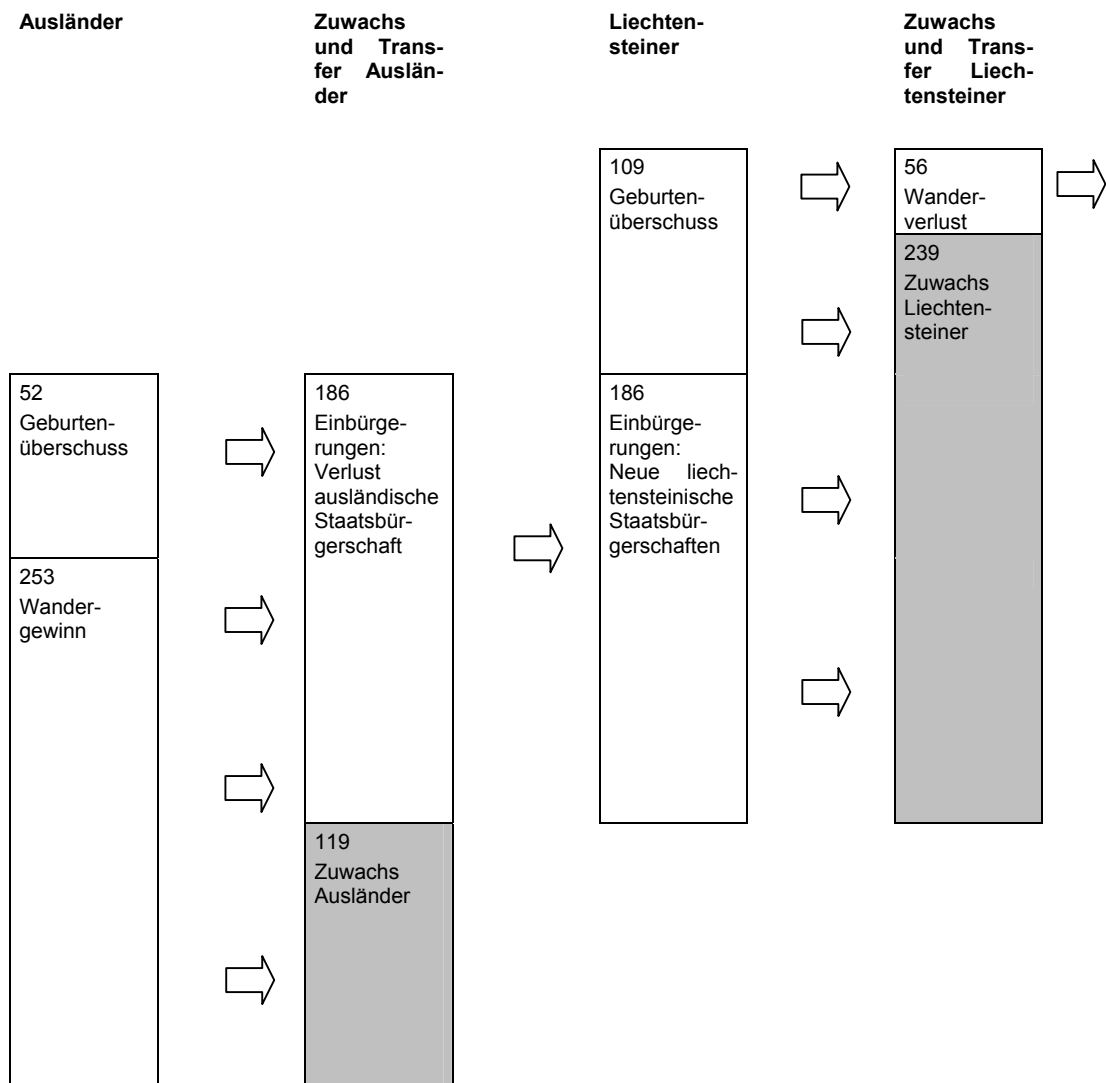 Ausländer
Zuwachs
und Trans-
fer Auslän-
der
Liechten-
steiner
Zuwachs
und Trans-
fer Liech-
tensteiner
109
Geburten-
überschuss
56
Wander-
verlust
239
Zuwachs
Liechten-
steiner
52
Geburten-
überschuss
186
Einbürge-
rungen:
Verlust
ausländische
Staatsbür-
gerschaft
186
Einbürge-
rungen:
Neue liech-
tensteinische
Staatsbür-
gerschaften
253
Wander-
gewinn
119
Zuwachs
Ausländer